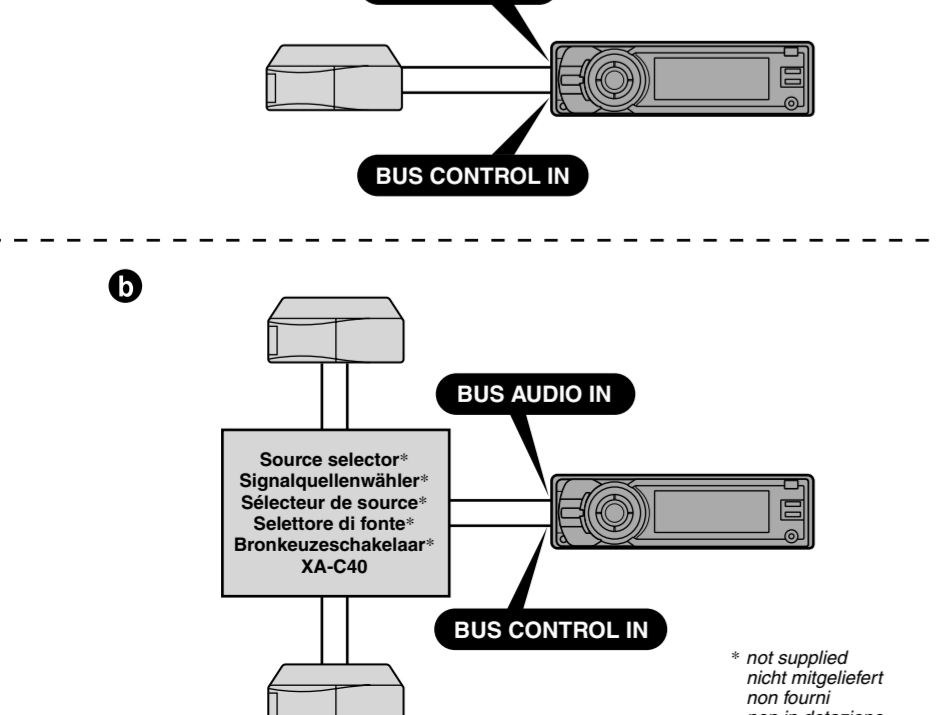 BUS CONTROL IN
b
BUS AUDIO IN
Source selector*
Signalquellenwähler*
Sélecteur de source*
Selettore di fonte*
Bronkeuzeschakelaar*
XA-C40
BUS CONTROL IN
* not supplied
nicht mitgeliefert
non fourni